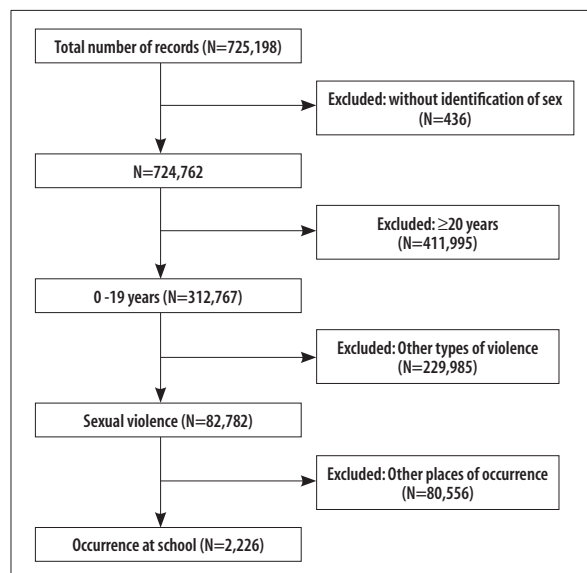 Total number of records (N=725,198)
Excluded: without identification of sex
(N=436)
N=724,762
Excluded: ≥20 years
(N=411,995)
0 -19 years (N=312,767)
Excluded: Other types of violence
(N=229,985)
Sexual violence (N=82,782)
Excluded: Other places of occurrence
(N=80,556)
Occurrence at school (N=2,226)